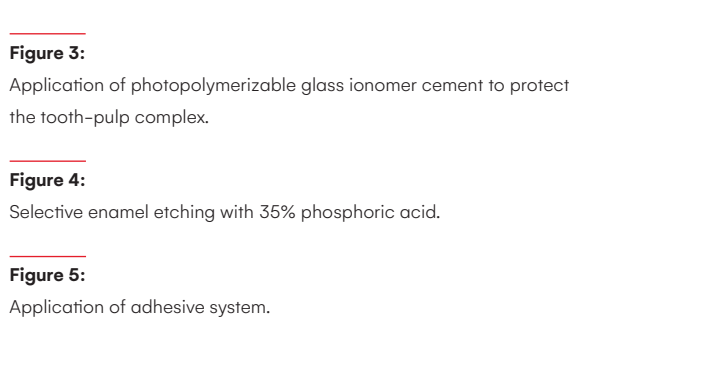 Figure 3:
Application of photopolymerizable glass ionomer cement to protect
the tooth-pulp complex.
Figure 4:
Selective enamel etching with 35% phosphoric acid.
Figure 5:
Application of adhesive system.